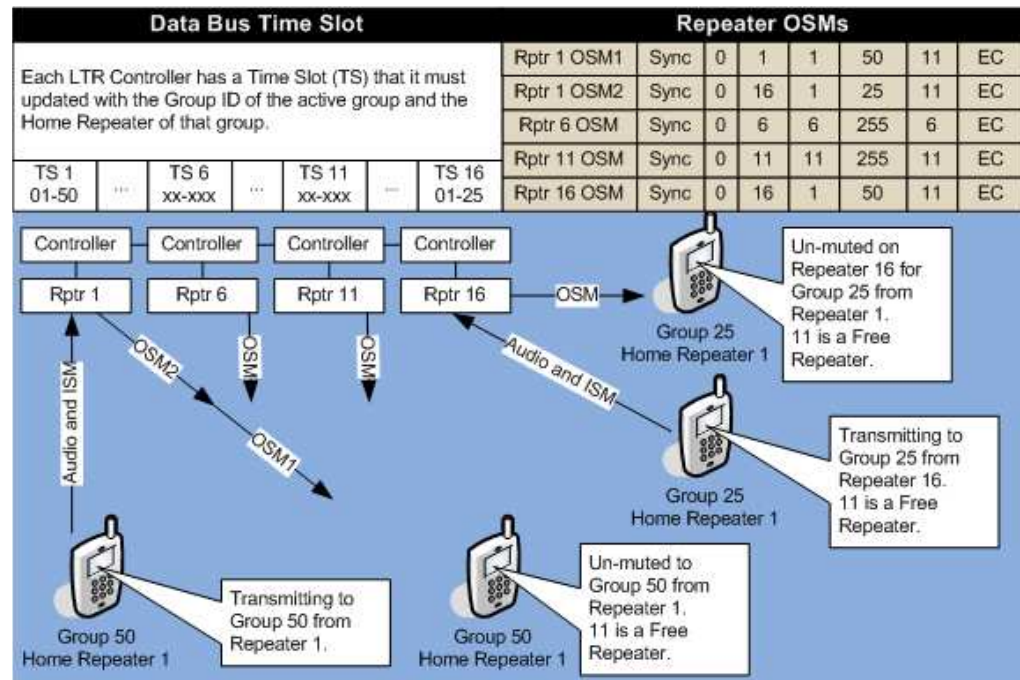 Data Bus Time Slot
Each LTR Controller has a Time Slot (TS) that it must
updated with the Group ID of the active group and the
Home Repeater of that group.
TS 1 ... TS 6 ... TS 11 ... TS 16
01-50 xx-xxx xx-xxx 01-25
Repeater OSMs
Rptr 1 OSM1 Sync 0 1 1 50 11 EC
Rptr 1 OSM2 Sync 0 16 1 25 11 EC
Rptr 6 OSM Sync 0 6 6 255 6 EC
Rptr 11 OSM Sync 0 11 11 255 11 EC
Rptr 16 OSM Sync 0 16 1 50 11 EC
Controller Controller Controller Controller
Rptr 1 Rptr 6 Rptr 11 Rptr 16
OSM
Group 25
Home Repeater 1
Un-muted on
Repeater 16 for
Group 25 from
Repeater 1.
11 is a Free
Repeater.
Audio and ISM
OSM2
OSM1
OSM
OSM
Audio and ISM
Group 25
Home Repeater 1
Transmitting to
Group 25 from
Repeater 16.
11 is a Free
Repeater.
Group 50
Home Repeater 1
Transmitting to
Group 50 from
Repeater 1.
Group 50
Home Repeater 1
Un-muted to
Group 50 from
Repeater 1.
11 is a Free
Repeater.